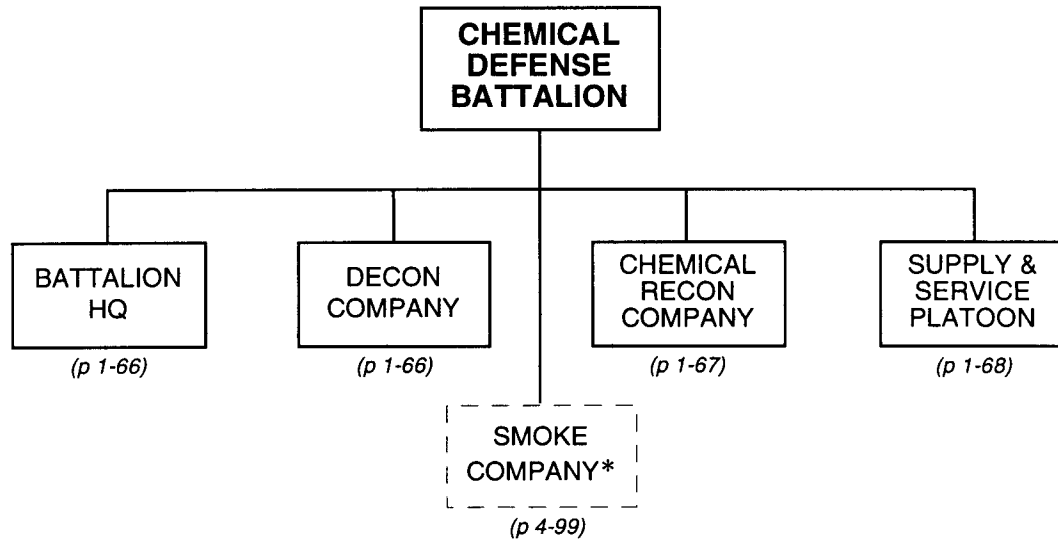 CHEMICAL
DEFENSE
BATTALION
BATTALION
HQ
(p 1-66)
DECON
COMPANY
(p 1-66)
CHEMICAL
RECON
COMPANY
(p 1-67)
SUPPLY &
SERVICE
PLATOON
(p 1-68)
SMOKE
COMPANY*
(p 4-99)